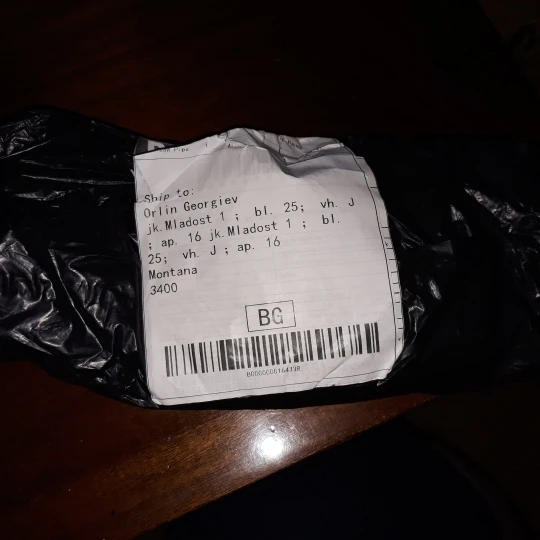 Ship to:
Orlin Georgiev
jk.Mladost 1 ; bl. 25; vh. J
; ap. 16 jk.Mladost 1 ; bl.
25; vh. J ; ap. 16
Montana
3400
BG